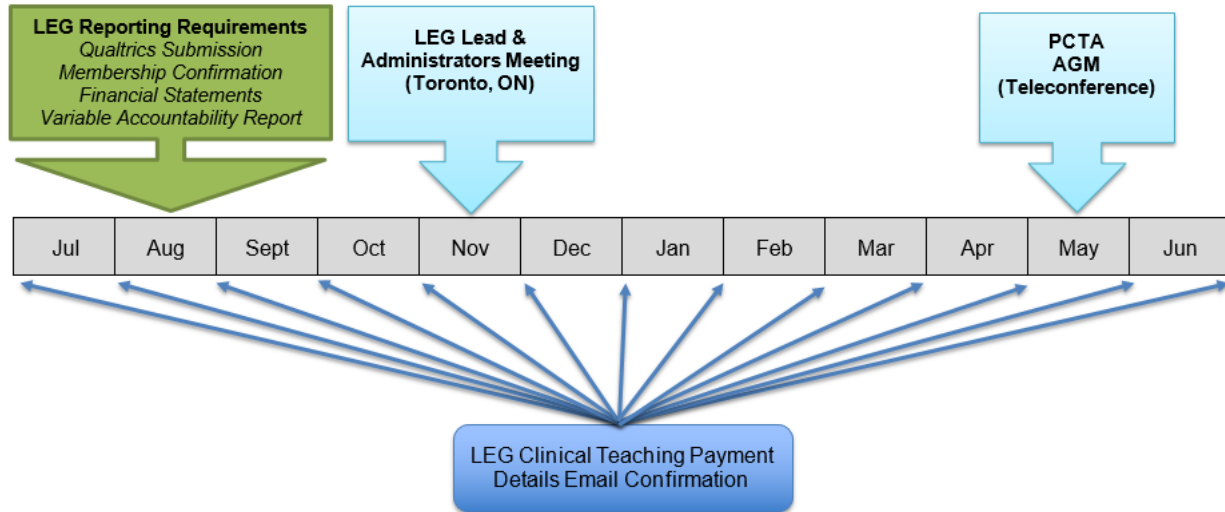 LEG Reporting Requirements
Qualtrics Submission
Membership Confirmation
Financial Statements
Variable Accountability Report
LEG Lead &
Administrators Meeting
(Toronto, ON)
PCTA
AGM
(Teleconference)
Jul Aug Sept Oct Nov Dec Jan Feb Mar Apr May Jun
LEG Clinical Teaching Payment
Details Email Confirmation